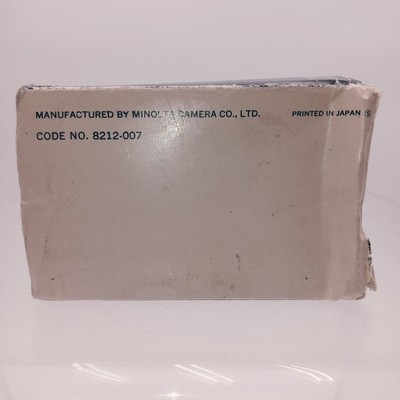 MANUFACTURED BY MINOLTA CAMERA CO., LTD. PRINTED IN JAPAN
CODE NO. 8212-007